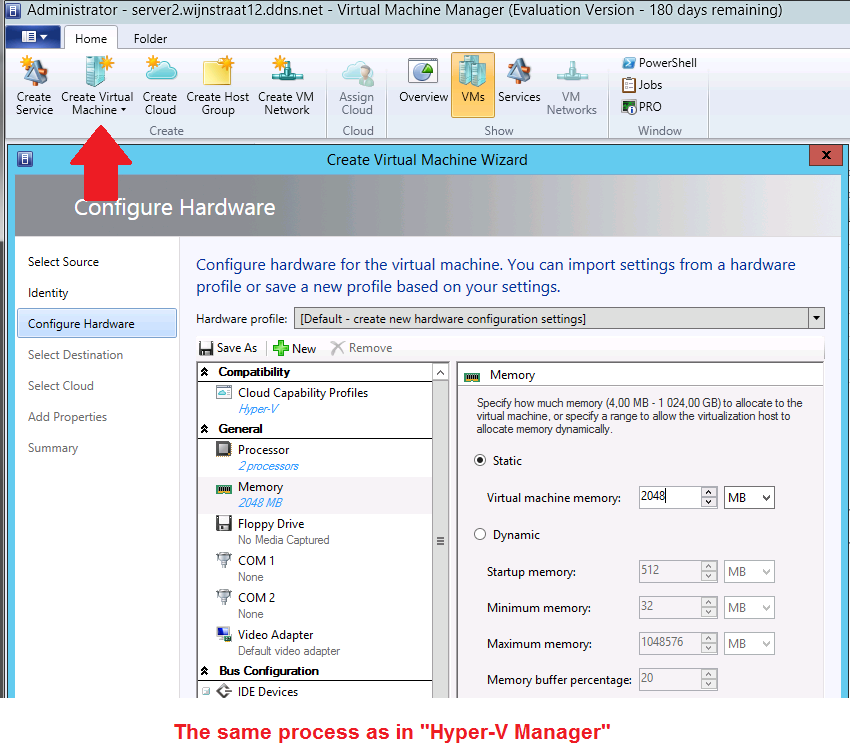 Administrator - server2.wijnstraat12.ddns.net - Virtual Machine Manager (Evaluation Version - 180 days remaining)
Home Folder
Create Service
Create Virtual Machine
Create Cloud
Create Host Group
Create VM Network
Assign Cloud
Overview
VMs
Services
VM Networks
PowerShell
Jobs
PRO
Create Cloud Show Window
Create Virtual Machine Wizard
x
Configure Hardware
Select Source
Identity
Configure Hardware
Select Destination
Select Cloud
Add Properties
Summary
Configure hardware for the virtual machine. You can import settings from a hardware
profile or save a new profile based on your settings.
Hardware profile: [Default - create new hardware configuration settings]
Save As New Remove
Compatibility
Cloud Capability Profiles
Hyper-V
General
Processor
2 processors
Memory
2048 MB
Floppy Drive
No Media Captured
COM 1
None
COM 2
None
Video Adapter
Default video adapter
Bus Configuration
IDE Devices
Memory
Specify how much memory (4,00 MB - 1 024,00 GB) to allocate to the
virtual machine, or specify a range to allow the virtualization host to
allocate memory dynamically.
Static
Virtual machine memory: 2048 MB
Dynamic
Startup memory: 512 MB
Minimum memory: 32 MB
Maximum memory: 1048576 MB
Memory buffer percentage: 20
The same process as in "Hyper-V Manager"